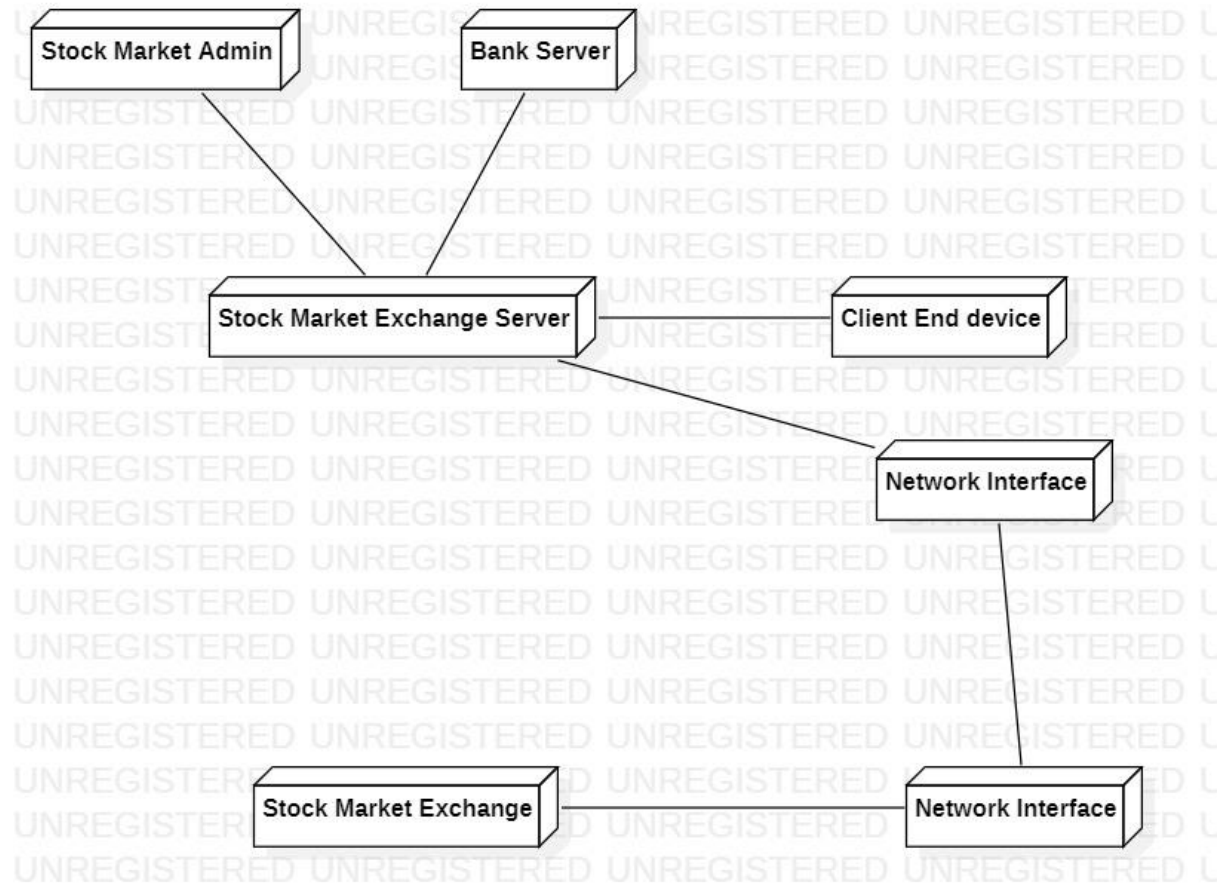 Stock Market Admin
Bank Server
Stock Market Exchange Server
Client End device
Network Interface
Stock Market Exchange
Network Interface
UNREGISTERED